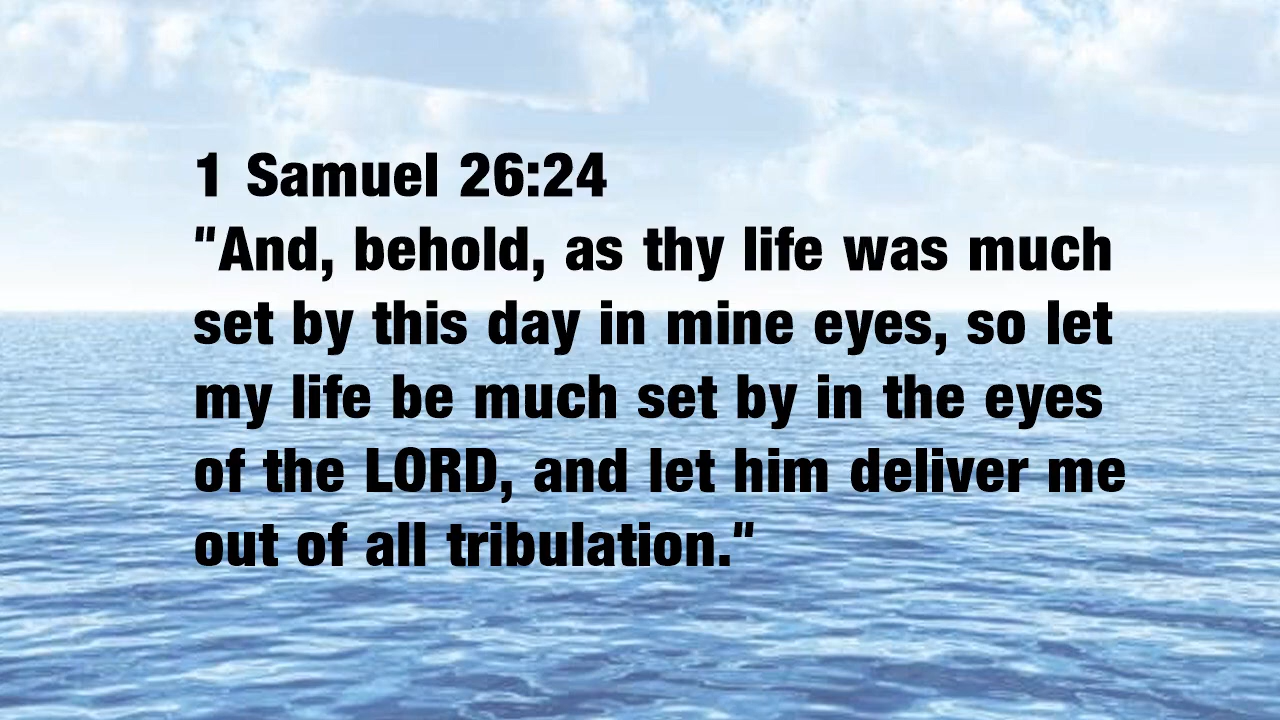 1 Samuel 26:24
"And, behold, as thy life was much
set by this day in mine eyes, so let
my life be much set by in the eyes
of the LORD, and let him deliver me
out of all tribulation."